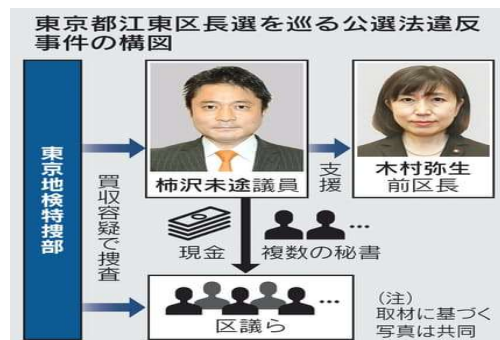 東京都江東区長選を巡る公選法違反
事件の構図
東京地検特捜部
買収容疑で捜査
柿沢未途議員
支援
木村弥生
前区長
現金
複数の秘書
…
区議ら
…
(注)
取材に基づく
写真は共同